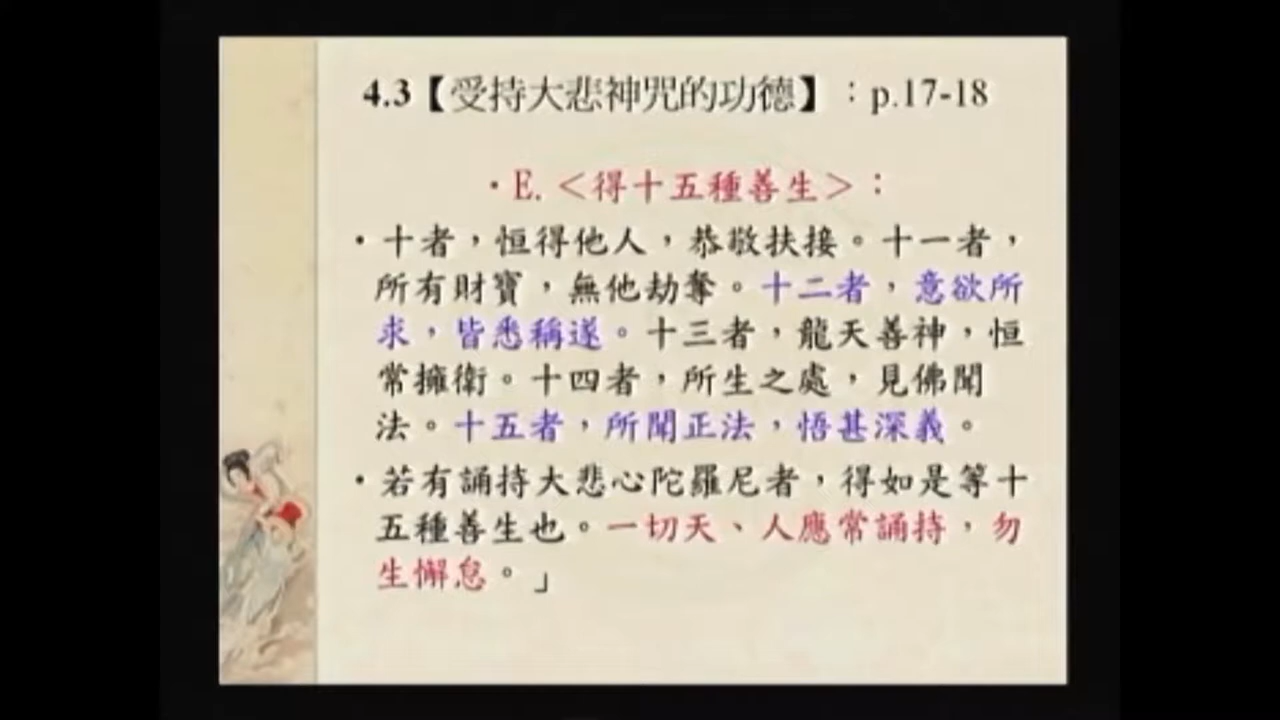 4.3【受持大悲神咒的功德】：p.17-18
・E.＜得十五種善生＞：
・十者，恒得他人，恭敬扶接。十一者，
所有財寶，無他劫奪。十二者，意欲所
求，皆悉稱遂。十三者，龍天善神，恒
常擁衛。十四者，所生之處，見佛聞
法。十五者，所聞正法，悟甚深義。
・若有誦持大悲心陀羅尼者，得如是等十
五種善生也。一切天、人應常誦持，勿
生懈怠。」